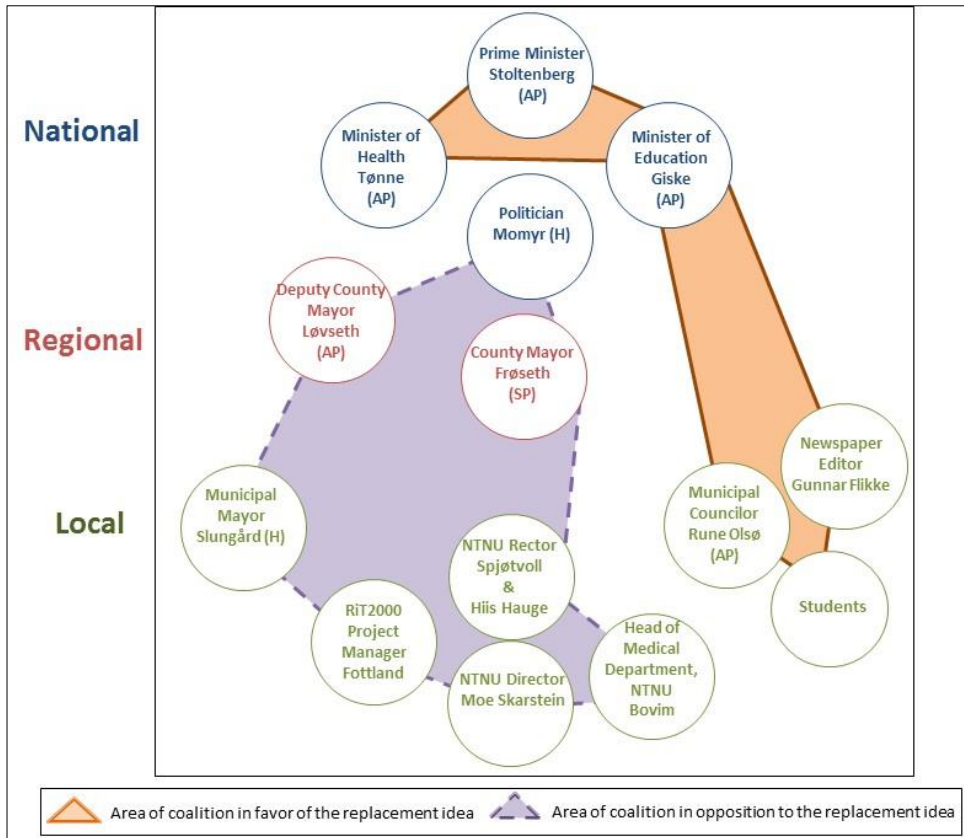 National
Prime Minister
Stoltenberg
(AP)
Minister of
Health
Tønne
(AP)
Minister of
Education
Giske
(AP)
Politician
Momyr (H)
Regional
Deputy County
Mayor
Løvseth
(AP)
County Mayor
Frøseth
(SP)
Local
Municipal
Mayor
Slungård (H)
RiT2000
Project
Manager
Fottland
NTNU Rector
Spjøtvoll
&
Hiis Hauge
NTNU Director
Moe Skarstein
Head of
Medical
Department,
NTNU
Bovim
Municipal
Councilor
Rune Olsø
(AP)
Newspaper
Editor
Gunnar Flikke
Students
Area of coalition in favor of the replacement idea
Area of coalition in opposition to the replacement idea